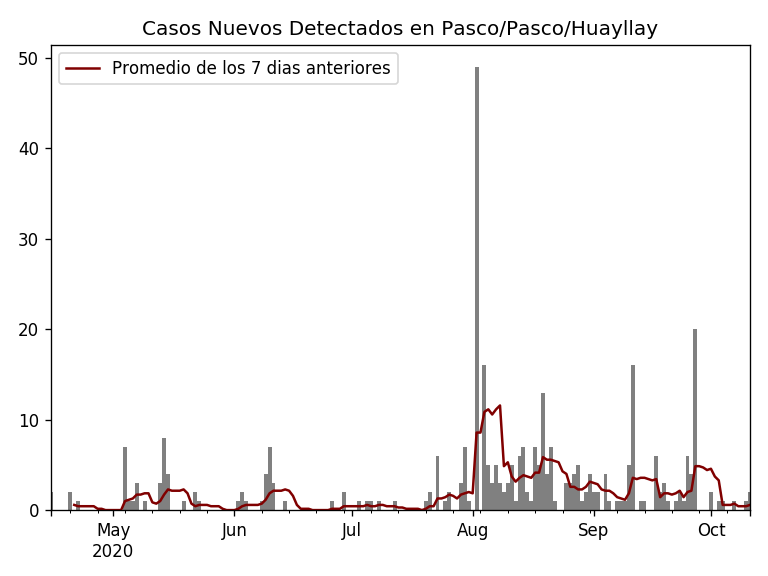 Casos Nuevos Detectados en Pasco/Pasco/Huayllay
Promedio de los 7 dias anteriores
50
40
30
20
10
0
May Jun Jul Aug Sep Oct
2020